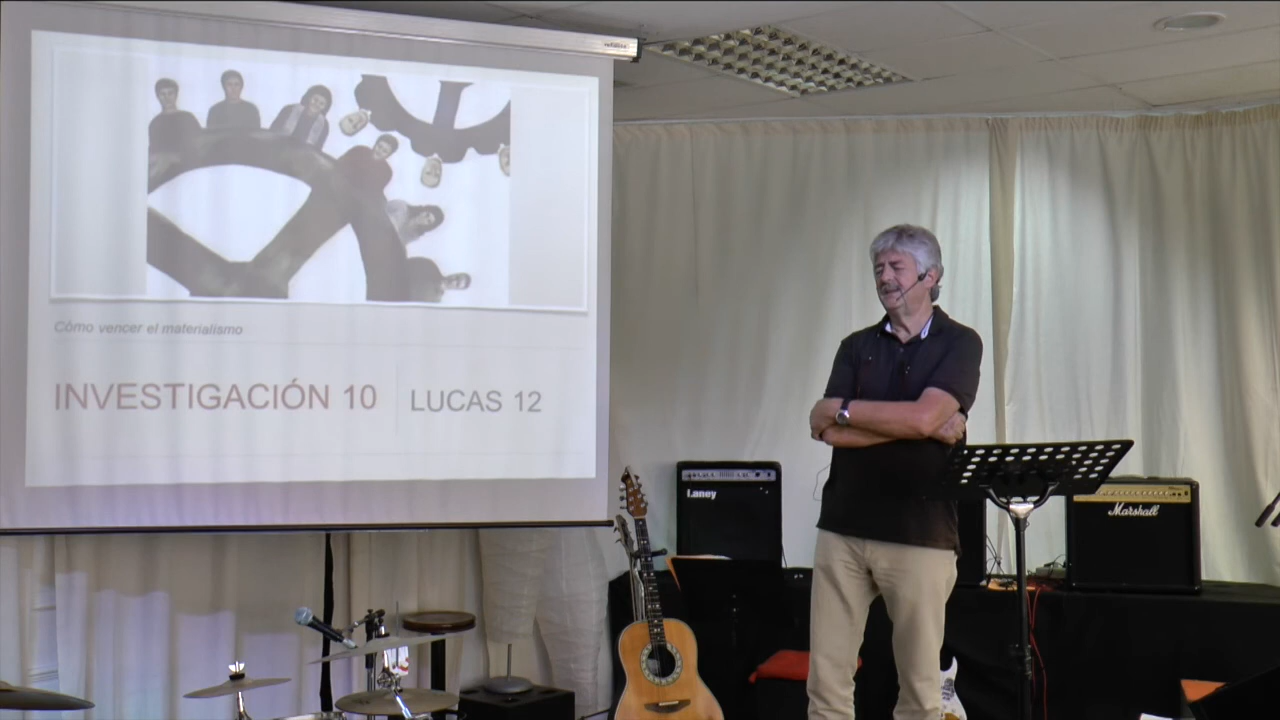 Cómo vencer el materialismo
INVESTIGACIÓN 10
LUCAS 12
Laney
Marshall